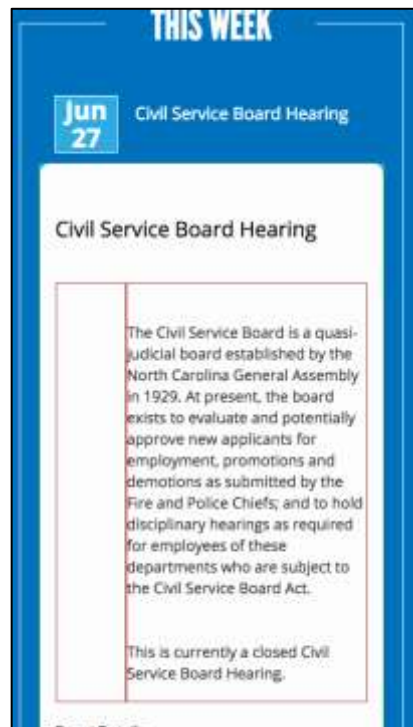 THIS WEEK
Jun
27
Civil Service Board Hearing
Civil Service Board Hearing
The Civil Service Board is a quasi-
judicial board established by the
North Carolina General Assembly
in 1929. At present, the board
exists to evaluate and potentially
approve new applicants for
employment, promotions and
demotions as submitted by the
Fire and Police Chiefs; and to hold
disciplinary hearings as required
for employees of these
departments who are subject to
the Civil Service Board Act.
This is currently a closed Civil
Service Board Hearing.